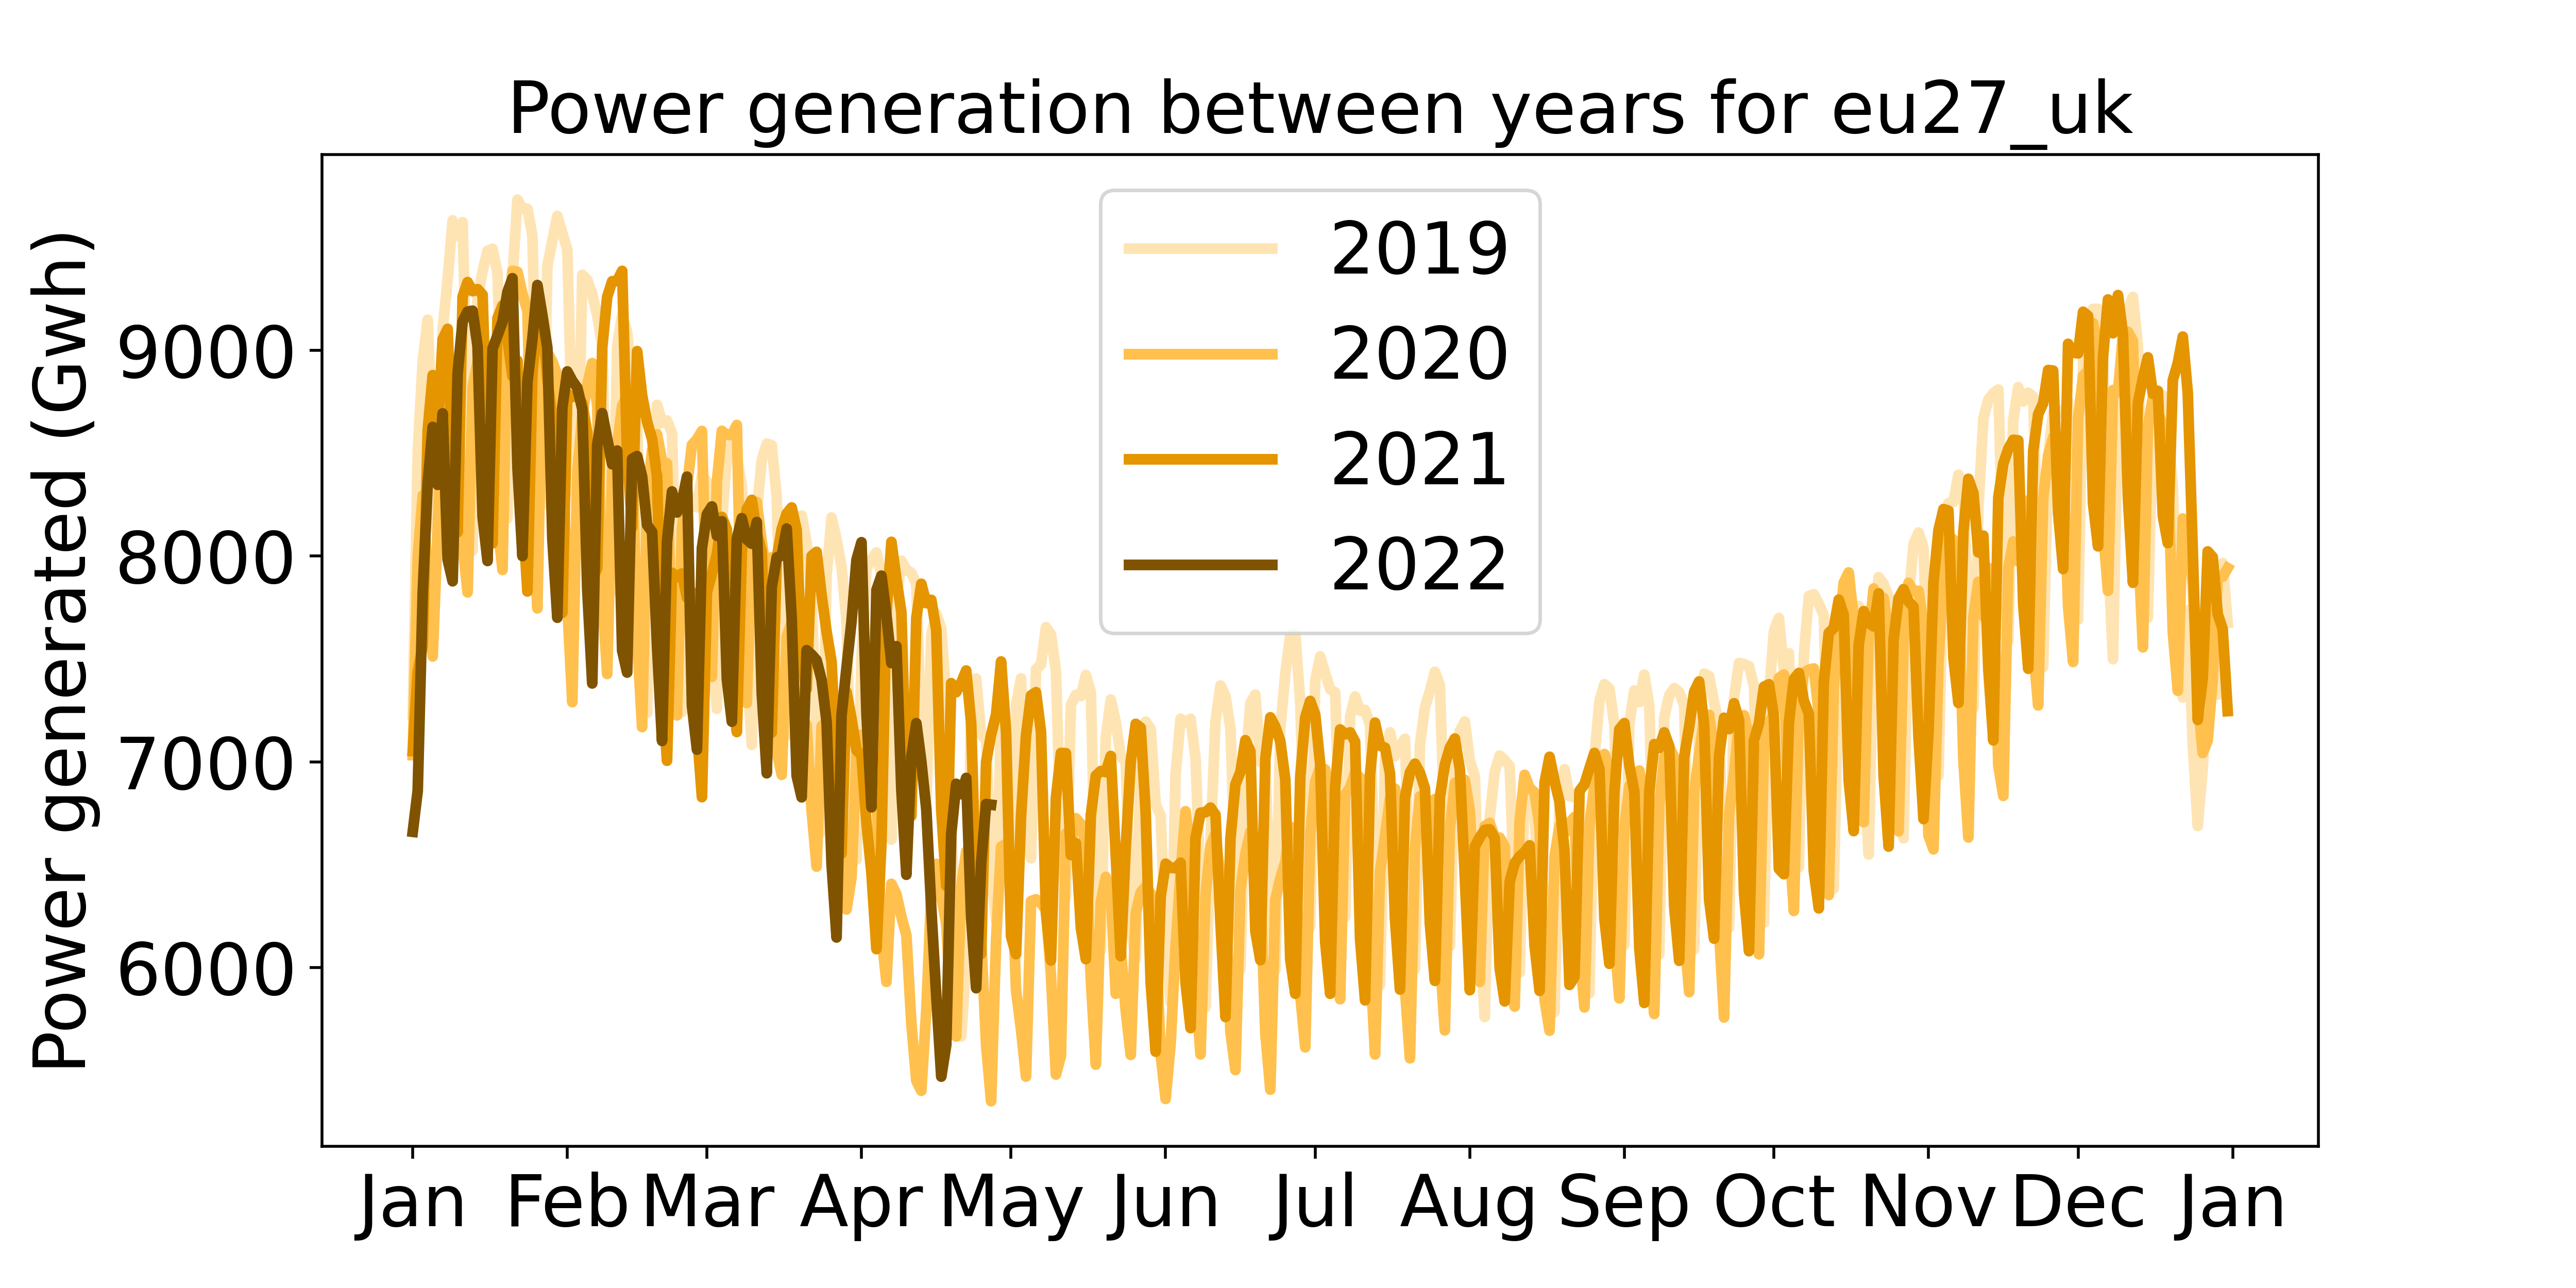 Power generation between years for eu27_uk
Power generated (Gwh)
9000
8000
7000
6000
2019
2020
2021
2022
Jan Feb Mar Apr May Jun Jul Aug Sep Oct Nov Dec Jan